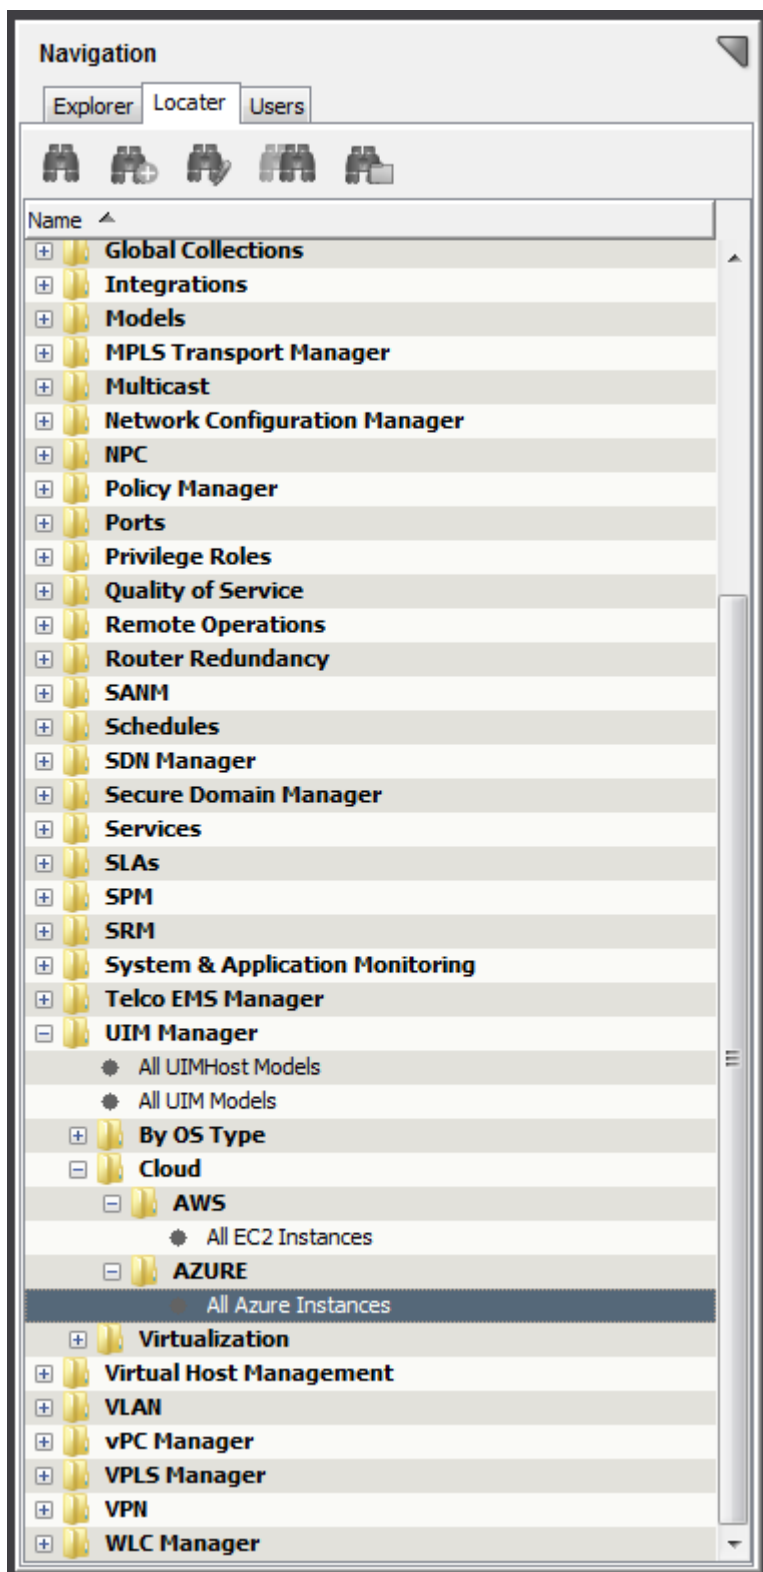 Navigation
Explorer Locater Users
Name
Global Collections
Integrations
Models
MPLS Transport Manager
Multicast
Network Configuration Manager
NPC
Policy Manager
Ports
Privilege Roles
Quality of Service
Remote Operations
Router Redundancy
SANM
Schedules
SDN Manager
Secure Domain Manager
Services
SLAs
SPM
SRM
System & Application Monitoring
Telco EMS Manager
UIM Manager
All UIMHost Models
All UIM Models
By OS Type
Cloud
AWS
All EC2 Instances
AZURE
All Azure Instances
Virtualization
Virtual Host Management
VLAN
vPC Manager
VPLS Manager
VPN
WLC Manager